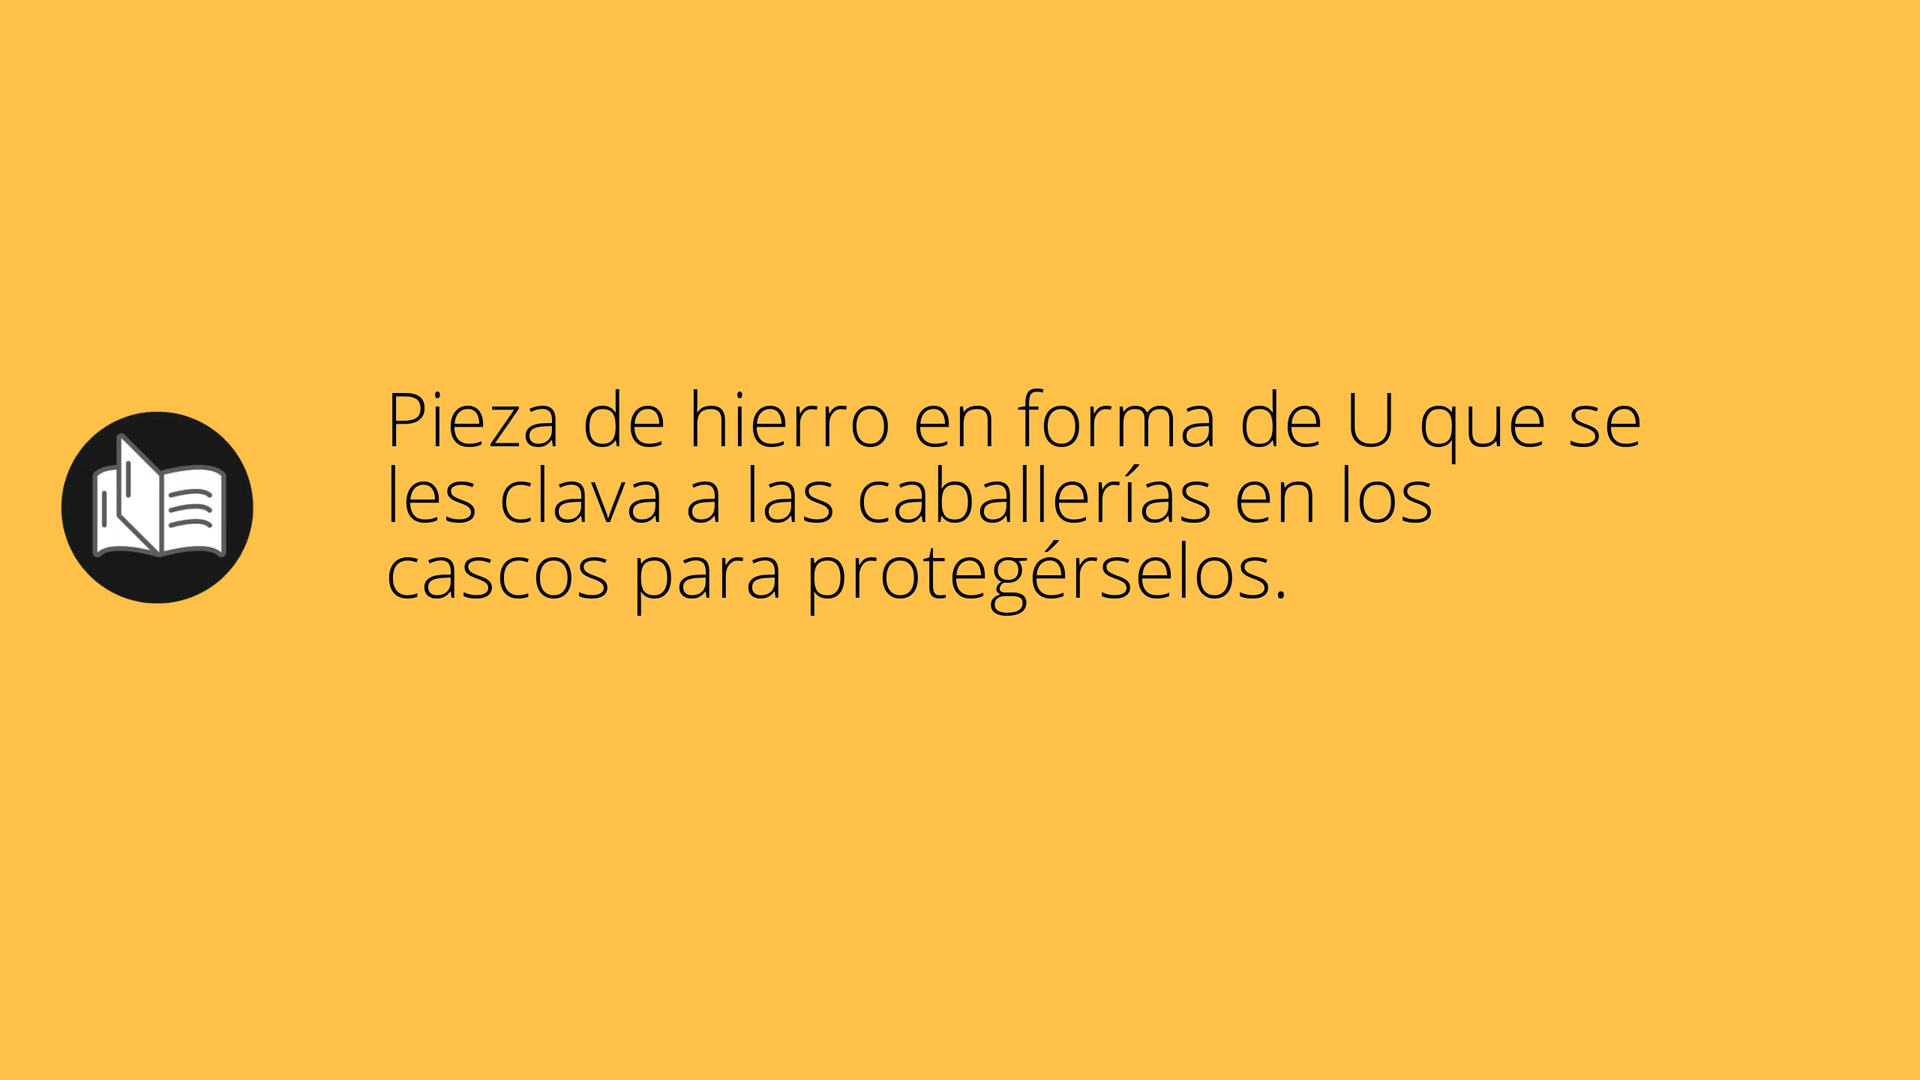 Pieza de hierro en forma de U que se
les clava a las caballerías en los
cascos para protegérselos.